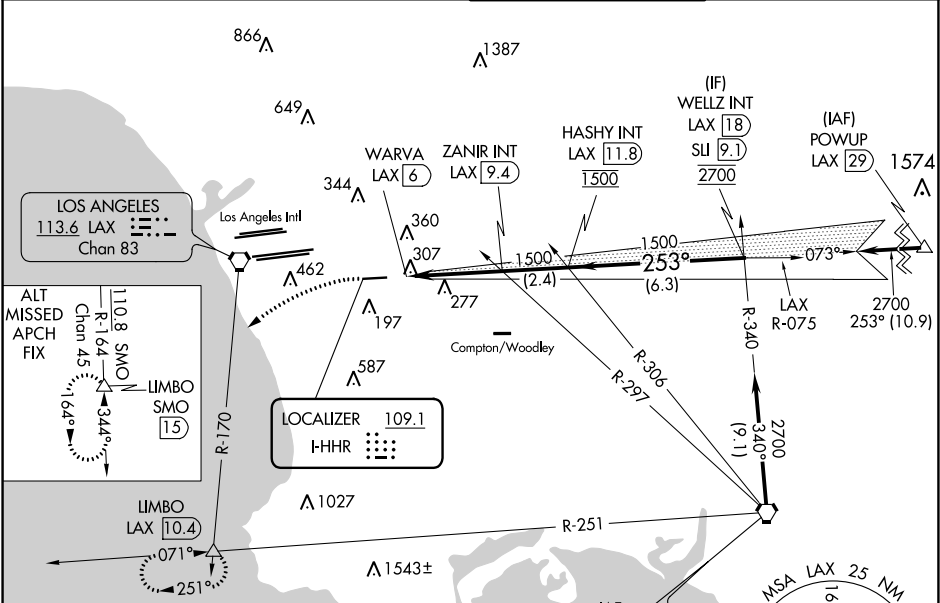 866
1387
649
(IF)
WELLZ INT
LAX 18
SLI 9.1
2700
(IAF)
POWUP
LAX 29
1574
HASHY INT
LAX 11.8
1500
ZANIR INT
LAX 9.4
WARVA
LAX 6
344
LOS ANGELES
113.6 LAX
Chan 83
Los Angeles Intl
360
307
462
277
197
1500
1500
(2.4)
253°
(6.3)
073°
LAX
R-075
2700
253° (10.9)
ALT
MISSED
APCH
FIX
110.8 SMO
R-164
Chan 45
LIMBO
SMO
15
164°
344°
Compton/Woodley
587
R-340
R-306
R-297
R-170
LOCALIZER 109.1
I-HHR
2700
340°
(9.1)
1027
LIMBO
LAX 10.4
R-251
071°
251°
1543±
MSA LAX 25 NM